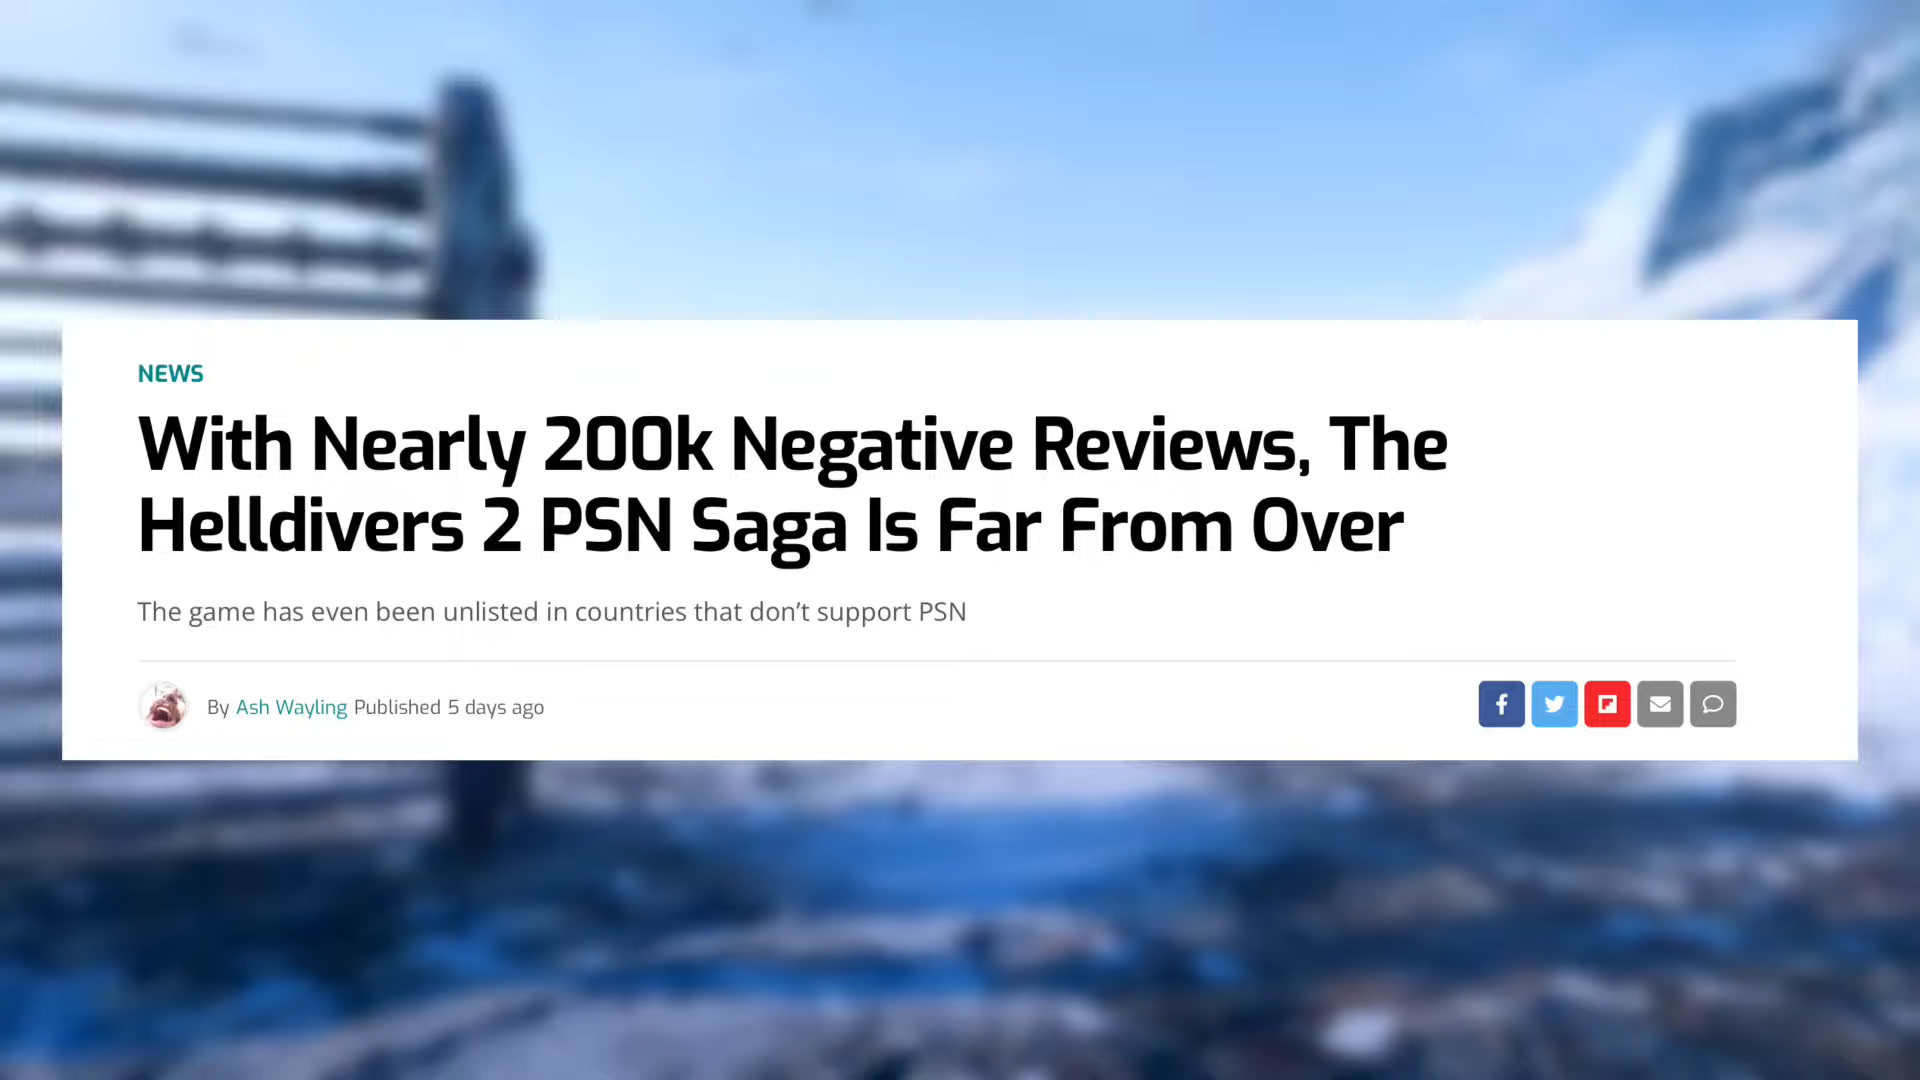 NEWS
With Nearly 200k Negative Reviews, The
Helldivers 2 PSN Saga Is Far From Over
The game has even been unlisted in countries that don’t support PSN
By Ash Wayling Published 5 days ago